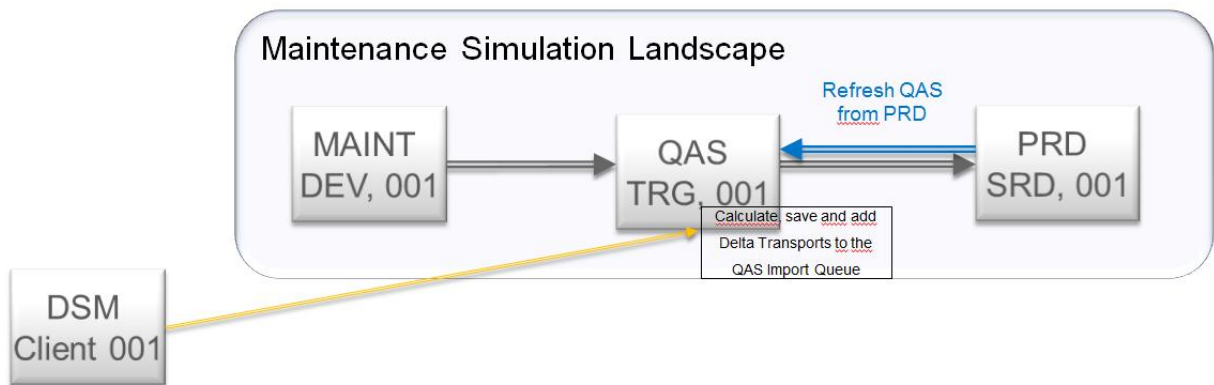 Maintenance Simulation Landscape
Refresh QAS
from PRD
MAINT
DEV, 001
QAS
TRG, 001
PRD
SRD, 001
Calculate, save and add
Delta Transports to the
QAS Import Queue
DSM
Client 001